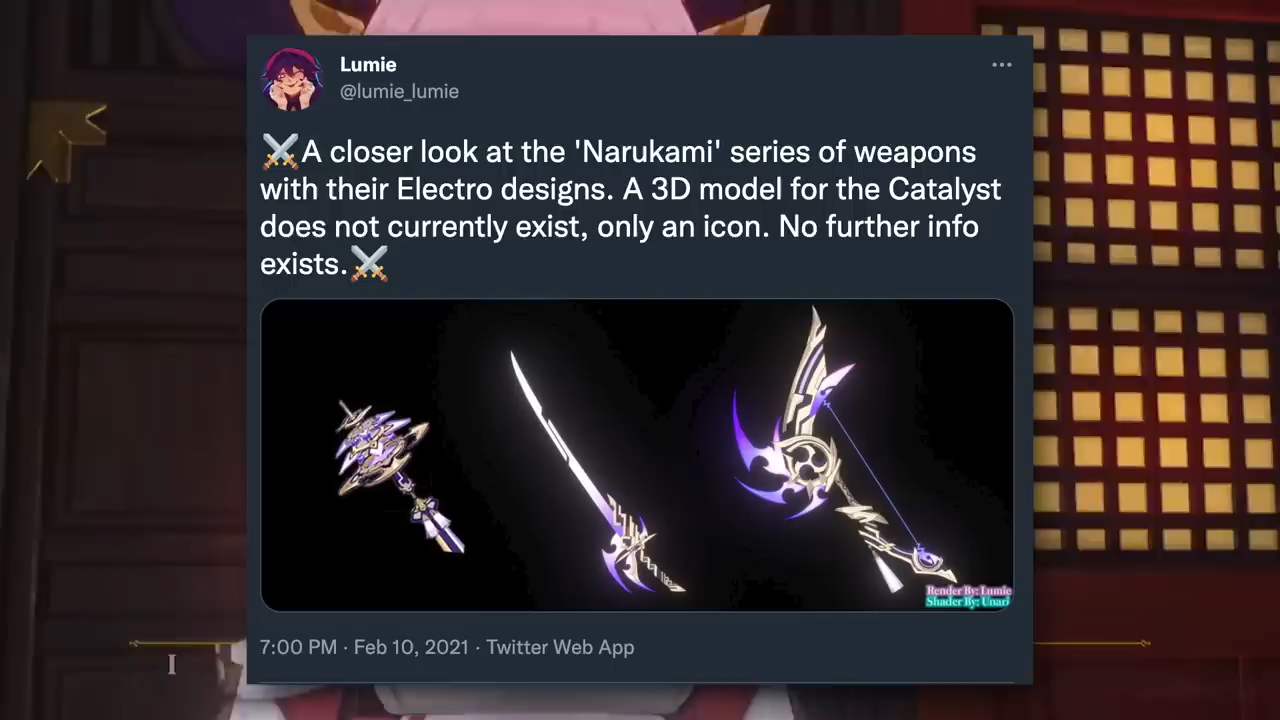 Lumie
@lumie_lumie
⚔️A closer look at the 'Narukami' series of weapons
with their Electro designs. A 3D model for the Catalyst
does not currently exist, only an icon. No further info
exists.⚔️
Render By: Lumie
Shader By: Unari
7:00 PM · Feb 10, 2021 · Twitter Web App
I